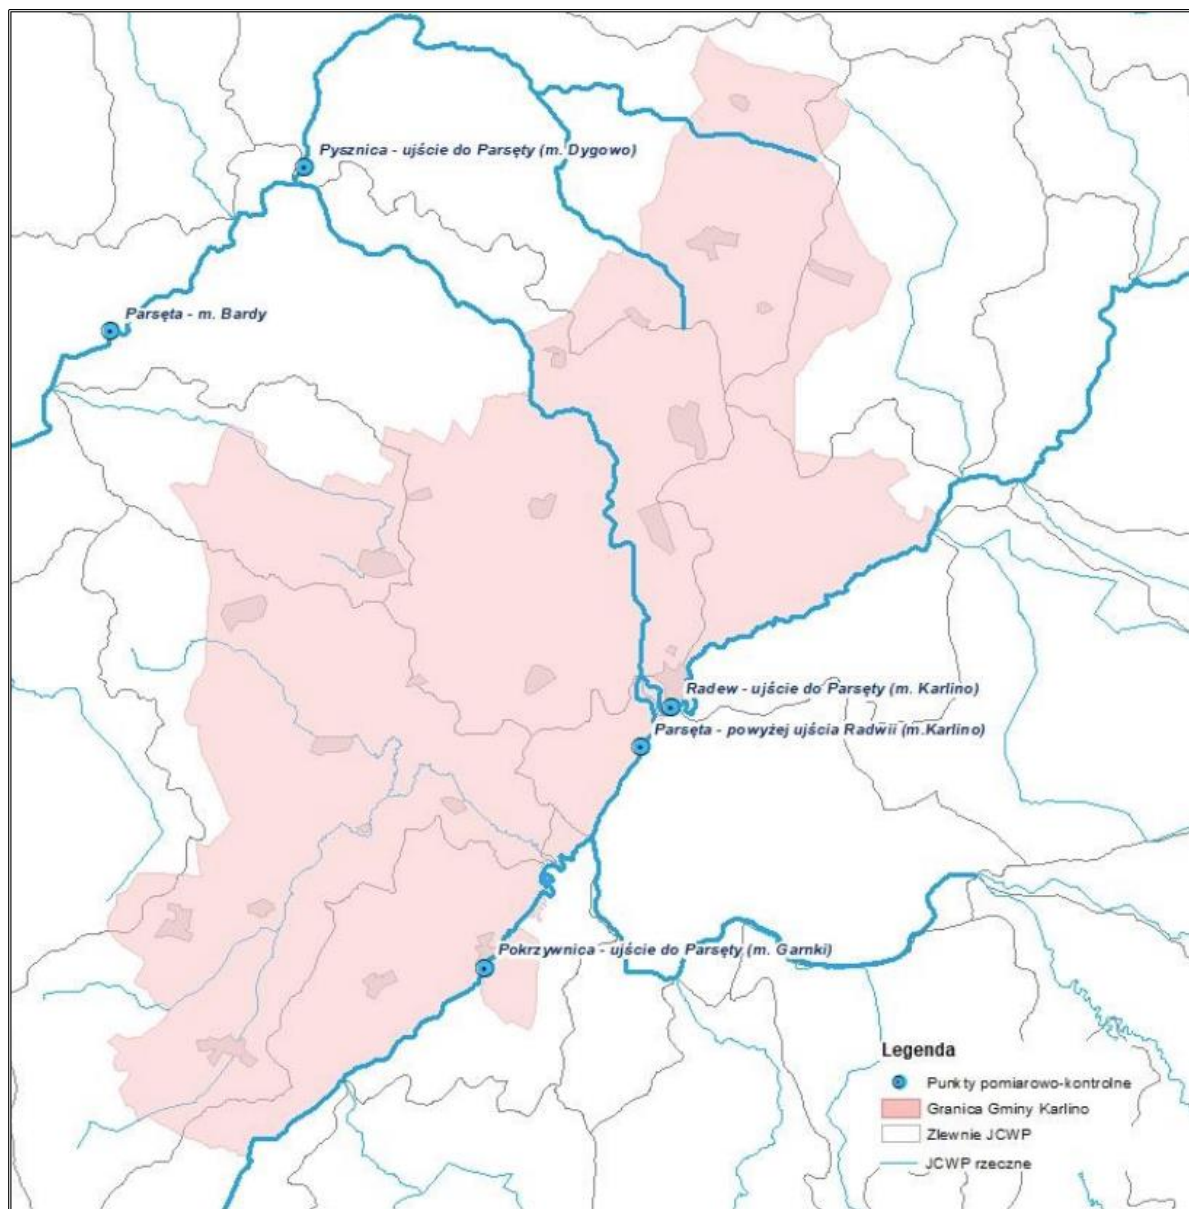 Pysznica - ujście do Parsęty (m. Dygowo)
Parsęta - m. Bardy
Radew - ujście do Parsęty (m. Karlino)
Parsęta - powyżej ujścia Radwii (m.Karlino)
Pokrzywnica - ujście do Parsęty (m. Garnki)
Legenda
Punkty pomiarowo-kontrolne
Granica Gminy Karlino
Zlewnie JCWP
JCWP rzeczne